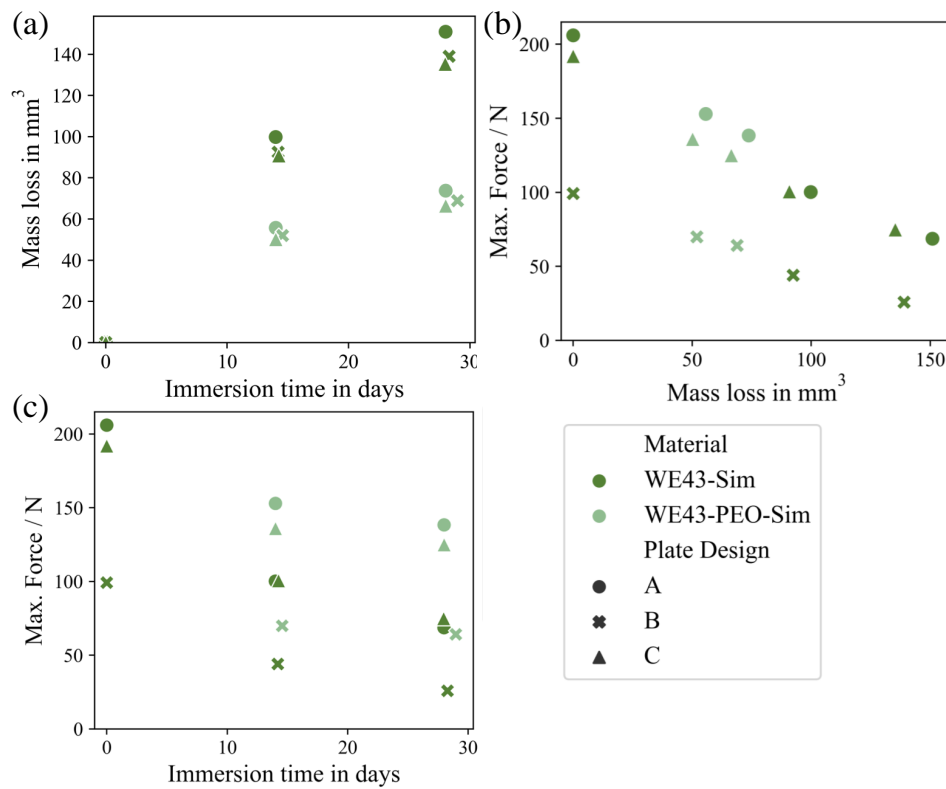 (a)
Mass loss in mm³
140
120
100
80
60
40
20
0
0 10 20 30
Immersion time in days
(b)
Max. Force / N
200
150
100
50
0
0 50 100 150
Mass loss in mm³
(c)
Max. Force / N
200
150
100
50
0
0 10 20 30
Immersion time in days
Material
WE43-Sim
WE43-PEO-Sim
Plate Design
A
B
C